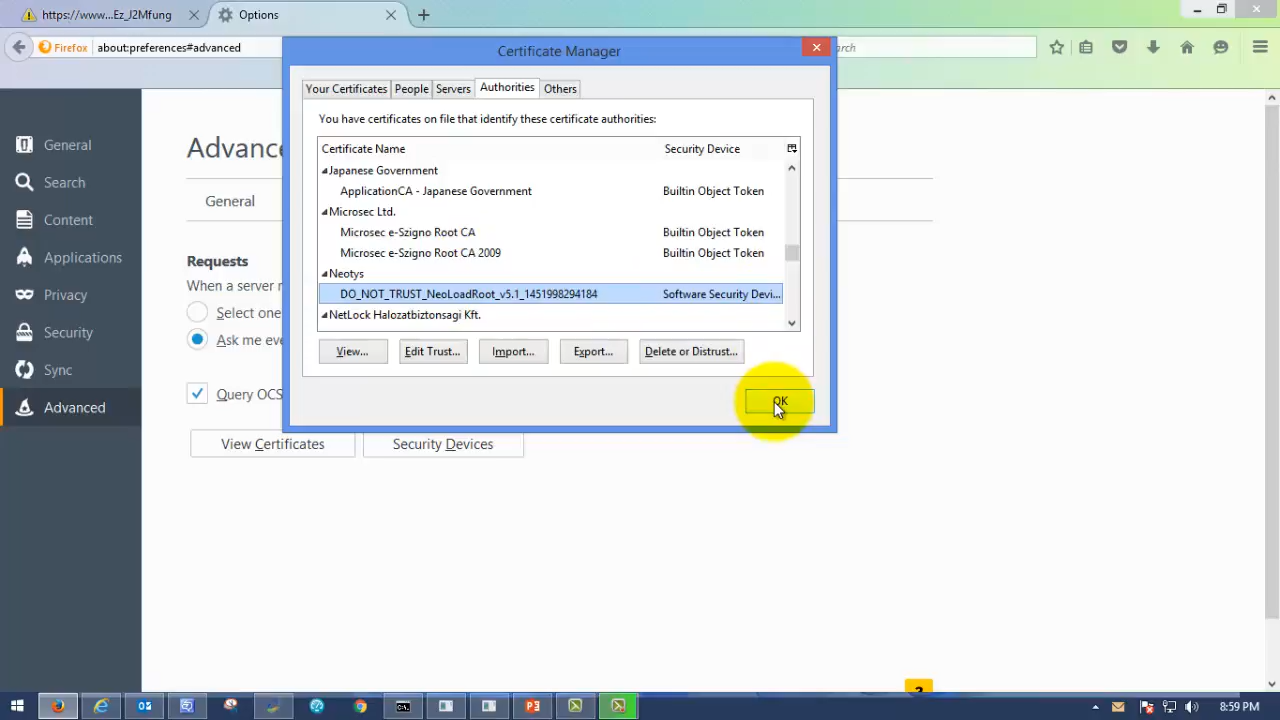 https://www...Ez_J2Mfung
Options
Firefox
about:preferences#advanced
arch
Certificate Manager
Your Certificates
People
Servers
Authorities
Others
You have certificates on file that identify these certificate authorities:
Certificate Name
Security Device
Japanese Government
ApplicationCA - Japanese Government
Builtin Object Token
Microsec Ltd.
Microsec e-Szigno Root CA
Builtin Object Token
Microsec e-Szigno Root CA 2009
Builtin Object Token
Neotys
DO_NOT_TRUST_NeoLoadRoot_v5.1_1451998294184
Software Security Devi...
NetLock Halozatbiztonsagi Kft.
View...
Edit Trust...
Import...
Export...
Delete or Distrust...
OK
General
Search
Content
Applications
Privacy
Security
Sync
Advanced
Advance
General
Requests
When a server r
Select one
Ask me eve
Query OCS
View Certificates
Security Devices
8:59 PM